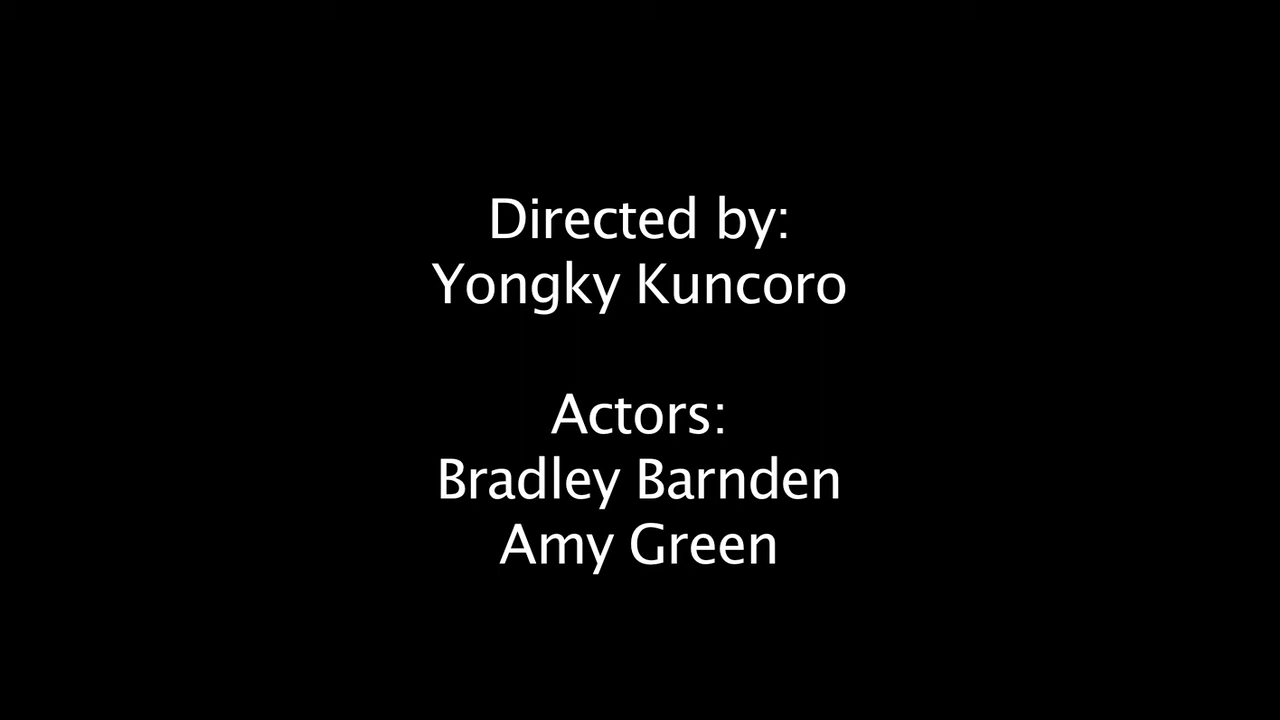 Directed by:
Yongky Kuncoro
Actors:
Bradley Barnden
Amy Green